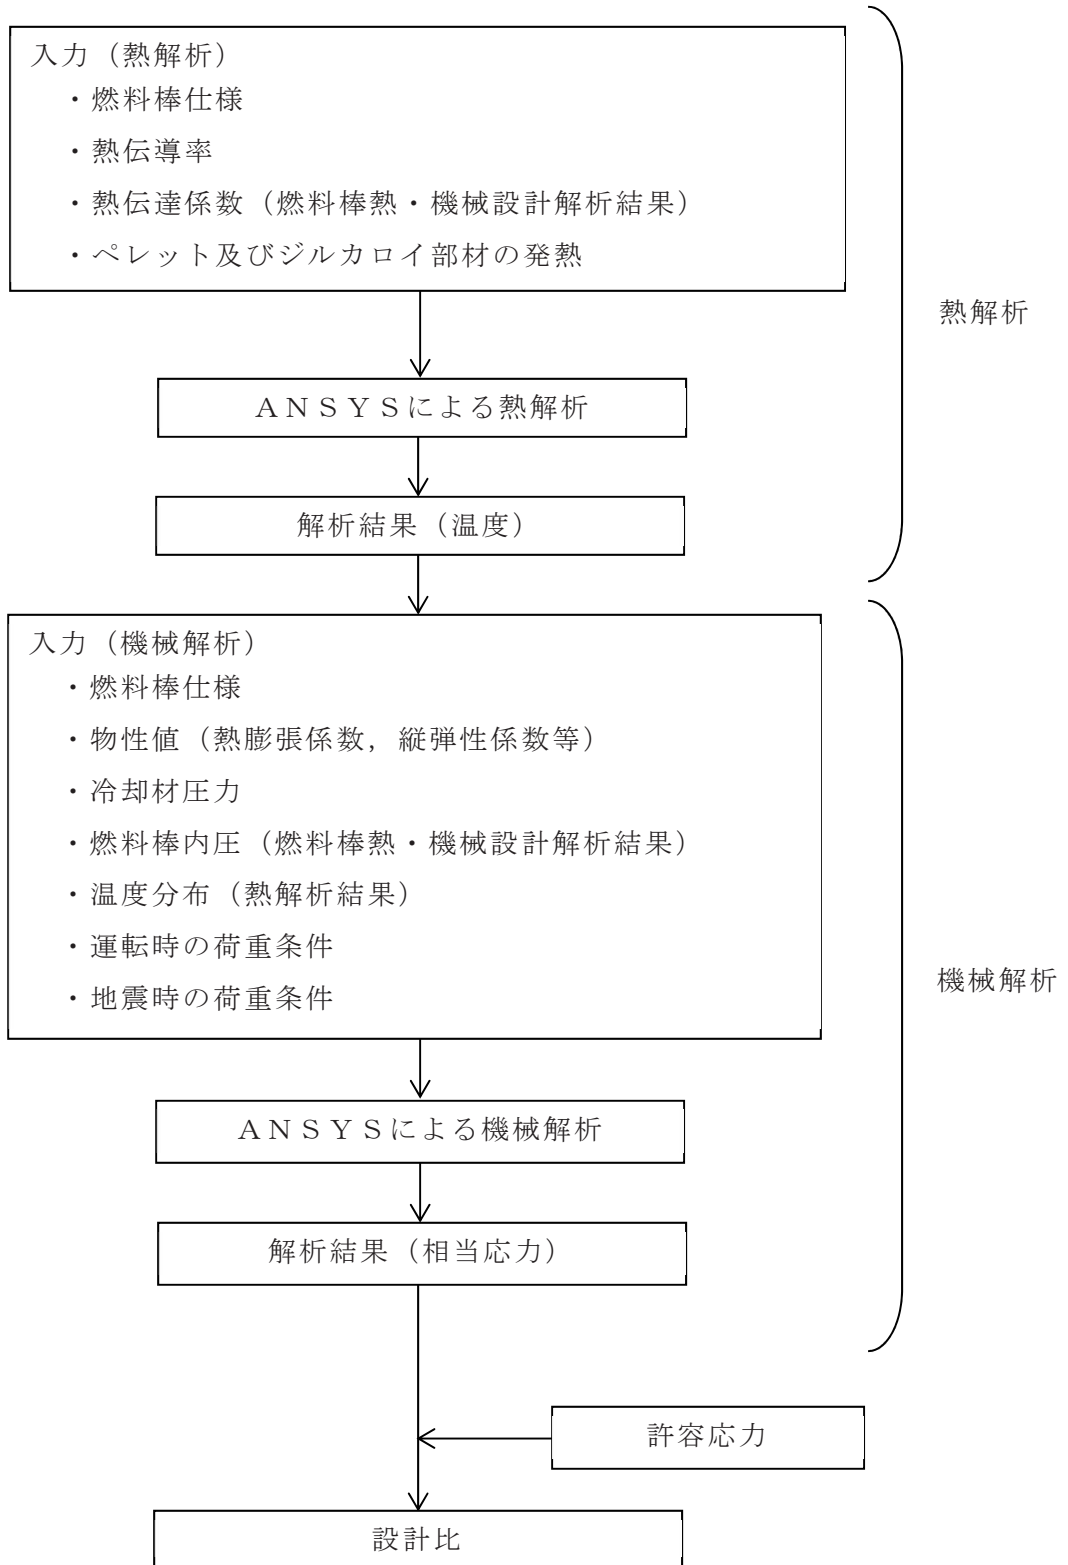 入力（熱解析）
・燃料棒仕様
・熱伝導率
・熱伝達係数（燃料棒熱・機械設計解析結果）
・ペレット及びジルカロイ部材の発熱
熱解析
ＡＮＳＹＳによる熱解析
解析結果（温度）
入力（機械解析）
・燃料棒仕様
・物性値（熱膨張係数，縦弾性係数等）
・冷却材圧力
・燃料棒内圧（燃料棒熱・機械設計解析結果）
・温度分布（熱解析結果）
・運転時の荷重条件
・地震時の荷重条件
機械解析
ＡＮＳＹＳによる機械解析
解析結果（相当応力）
許容応力
設計比